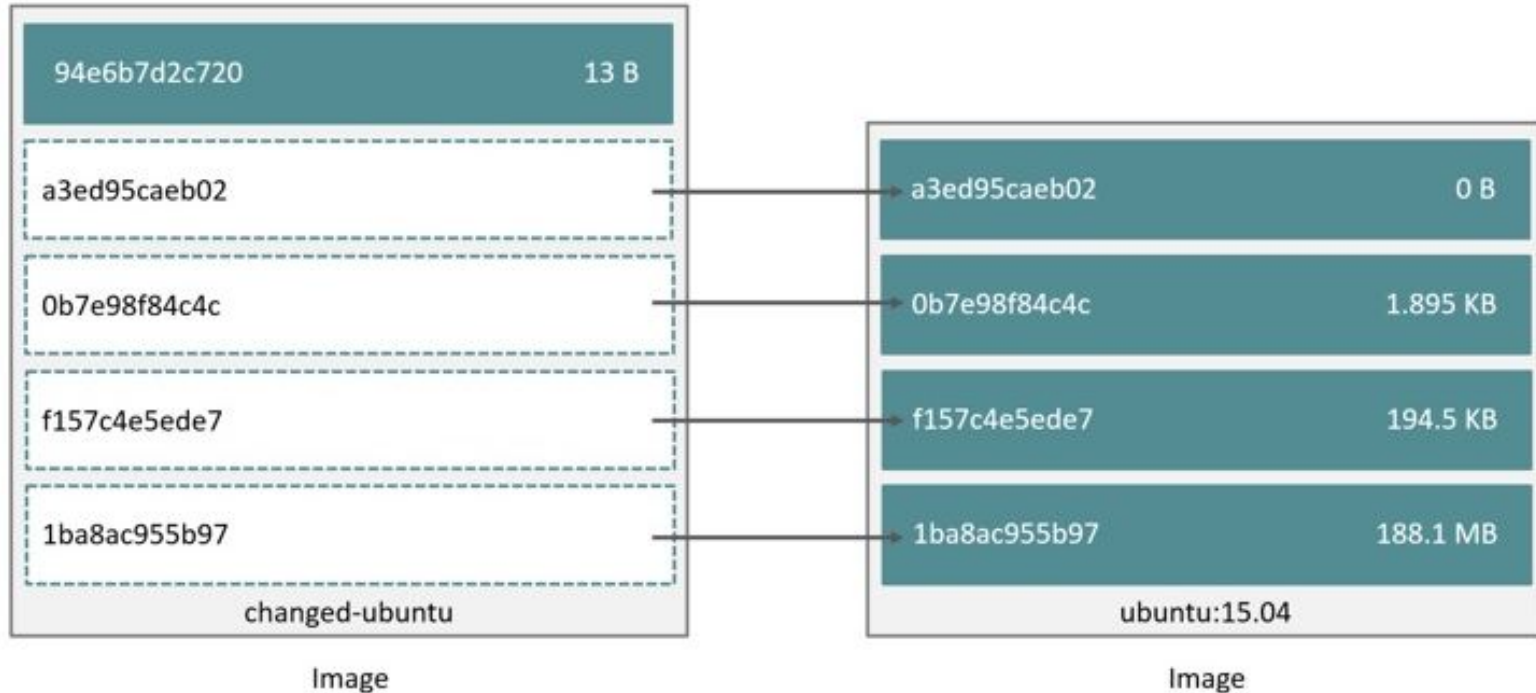 94e6b7d2c720 13 B
a3ed95caeb02
0b7e98f84c4c
f157c4e5ede7
1ba8ac955b97
changed-ubuntu
Image
a3ed95caeb02 0 B
0b7e98f84c4c 1.895 KB
f157c4e5ede7 194.5 KB
1ba8ac955b97 188.1 MB
ubuntu:15.04
Image